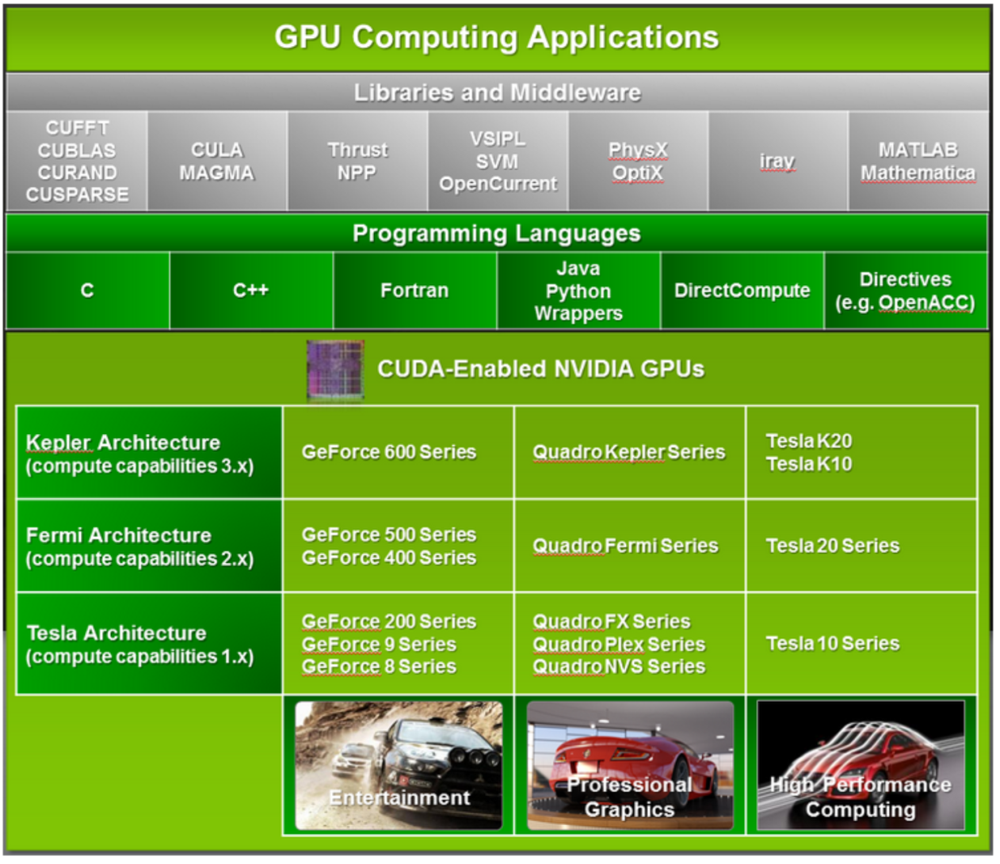 GPU Computing Applications
Libraries and Middleware
CUFFT
CUBLAS
CURAND
CUSPARSE
CULA
MAGMA
Thrust
NPP
VSIPL
SVM
OpenCurrent
PhysX
OptiX
iray
MATLAB
Mathematica
Programming Languages
C
C++
Fortran
Java
Python
Wrappers
DirectCompute
Directives
(e.g. OpenACC)
CUDA-Enabled NVIDIA GPUs
Kepler Architecture
(compute capabilities 3.x)
GeForce 600 Series
Quadro Kepler Series
Tesla K20
Tesla K10
Fermi Architecture
(compute capabilities 2.x)
GeForce 500 Series
GeForce 400 Series
Quadro Fermi Series
Tesla 20 Series
Tesla Architecture
(compute capabilities 1.x)
GeForce 200 Series
GeForce 9 Series
GeForce 8 Series
Quadro FX Series
Quadro Plex Series
Quadro NVS Series
Tesla 10 Series
Entertainment
Professional
Graphics
High Performance
Computing